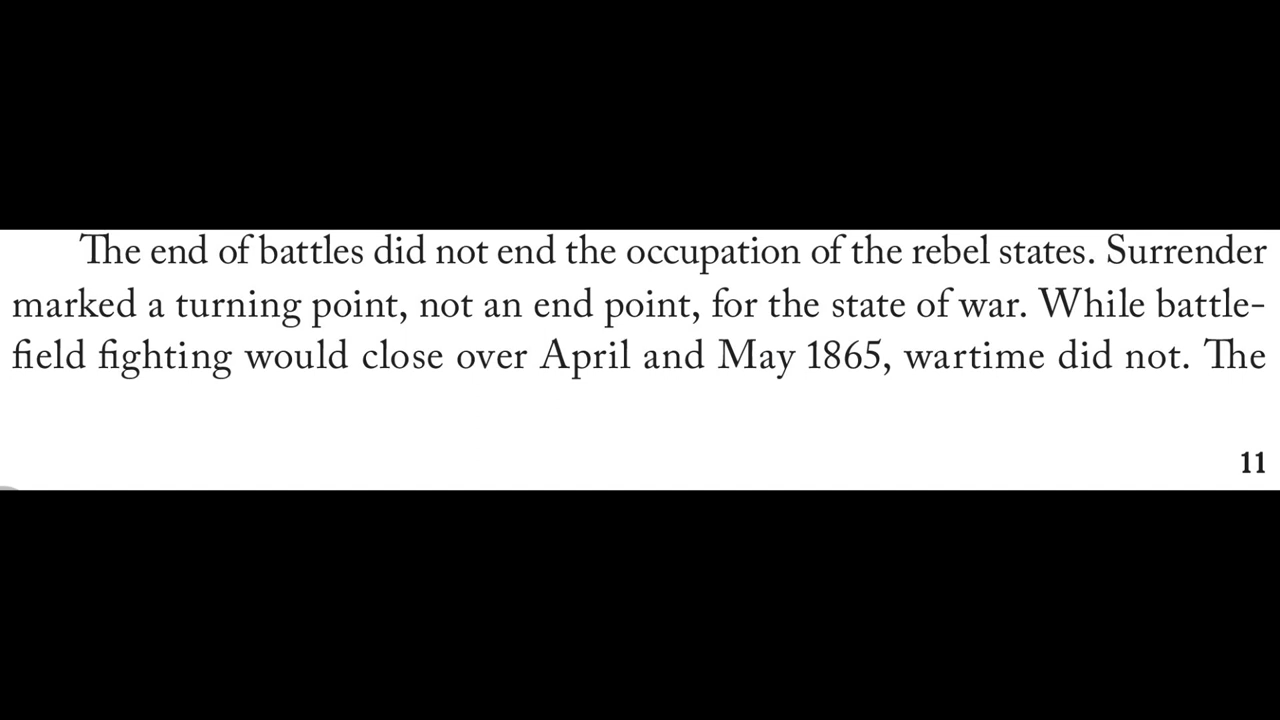 The end of battles did not end the occupation of the rebel states. Surrender
marked a turning point, not an end point, for the state of war. While battle-
field fighting would close over April and May 1865, wartime did not. The
11